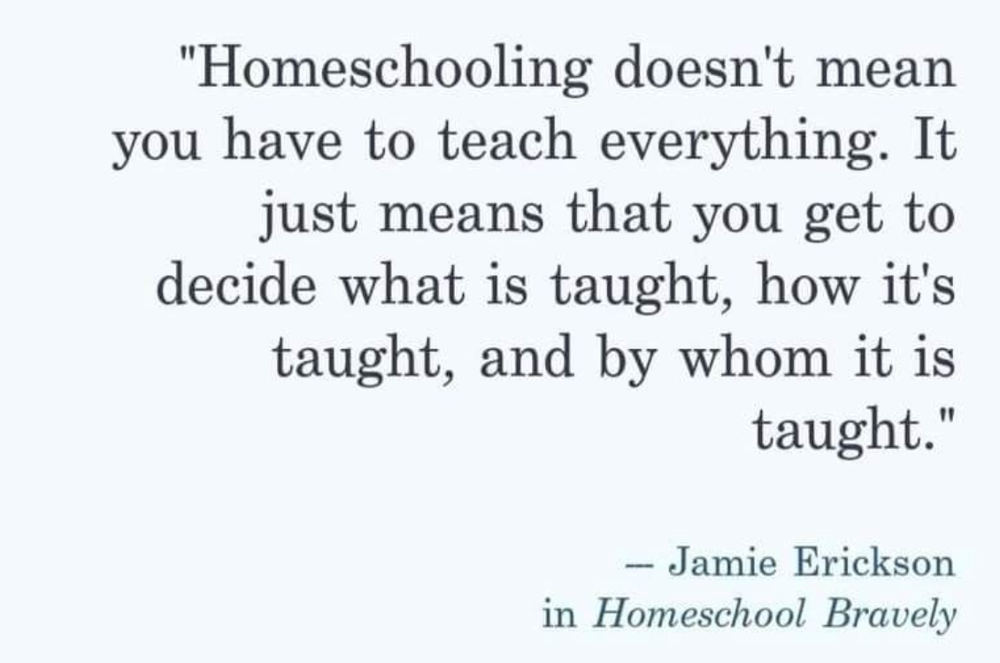 "Homeschooling doesn't mean
you have to teach everything. It
just means that you get to
decide what is taught, how it's
taught, and by whom it is
taught."
— Jamie Erickson
in Homeschool Bravely